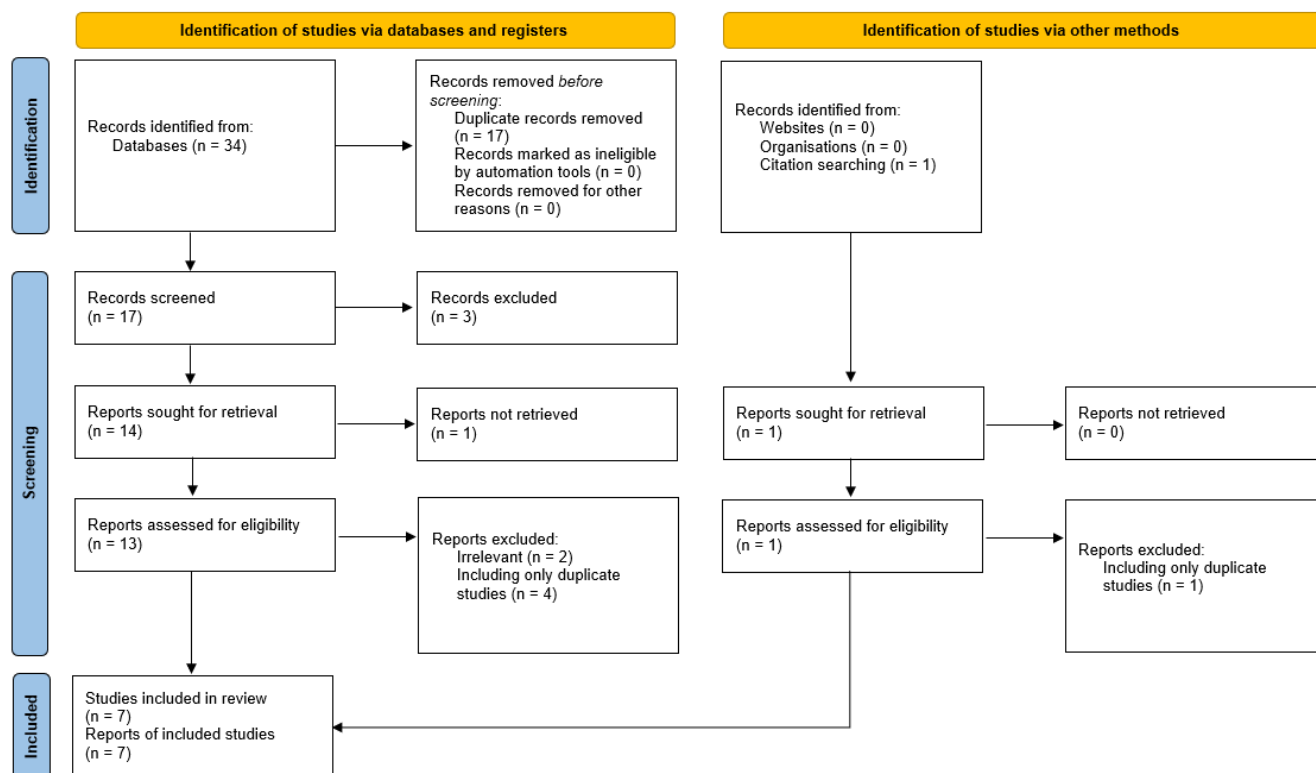 Identification of studies via databases and registers
Identification of studies via other methods
Identification
Records identified from:
Databases (n = 34)
Records removed before
screening:
Duplicate records removed
(n = 17)
Records marked as ineligible
by automation tools (n = 0)
Records removed for other
reasons (n = 0)
Records identified from:
Websites (n = 0)
Organisations (n = 0)
Citation searching (n = 1)
Screening
Records screened
(n = 17)
Records excluded
(n = 3)
Reports sought for retrieval
(n = 14)
Reports not retrieved
(n = 1)
Reports sought for retrieval
(n = 1)
Reports not retrieved
(n = 0)
Reports assessed for eligibility
(n = 13)
Reports excluded:
Irrelevant (n = 2)
Including only duplicate
studies (n = 4)
Reports assessed for eligibility
(n = 1)
Reports excluded:
Including only duplicate
studies (n = 1)
Included
Studies included in review
(n = 7)
Reports of included studies
(n = 7)